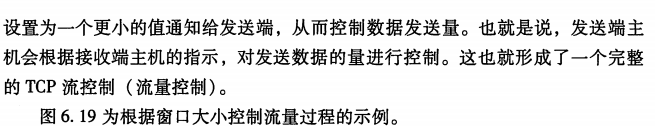 设置为一个更小的值通知给发送端，从而控制数据发送量。也就是说，发送端主
机会根据接收端主机的指示，对发送数据的量进行控制。这也就形成了一个完整
的 TCP 流控制（流量控制）。
图 6.19 为根据窗口大小控制流量过程的示例。